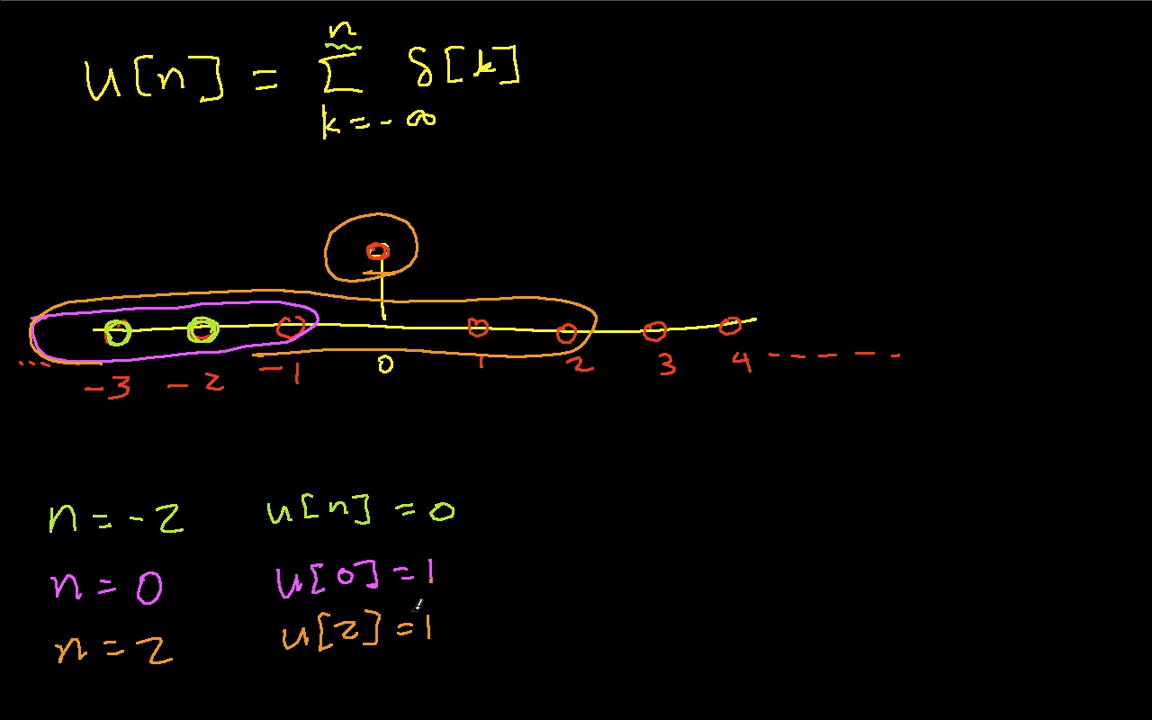 u[n] = n∑k=-∞ δ[k]
... -3 -2 -1 0 1 2 3 4 -----
n = -2 u[n] = 0
n = 0 u[0] = 1
n = 2 u[2] = 1